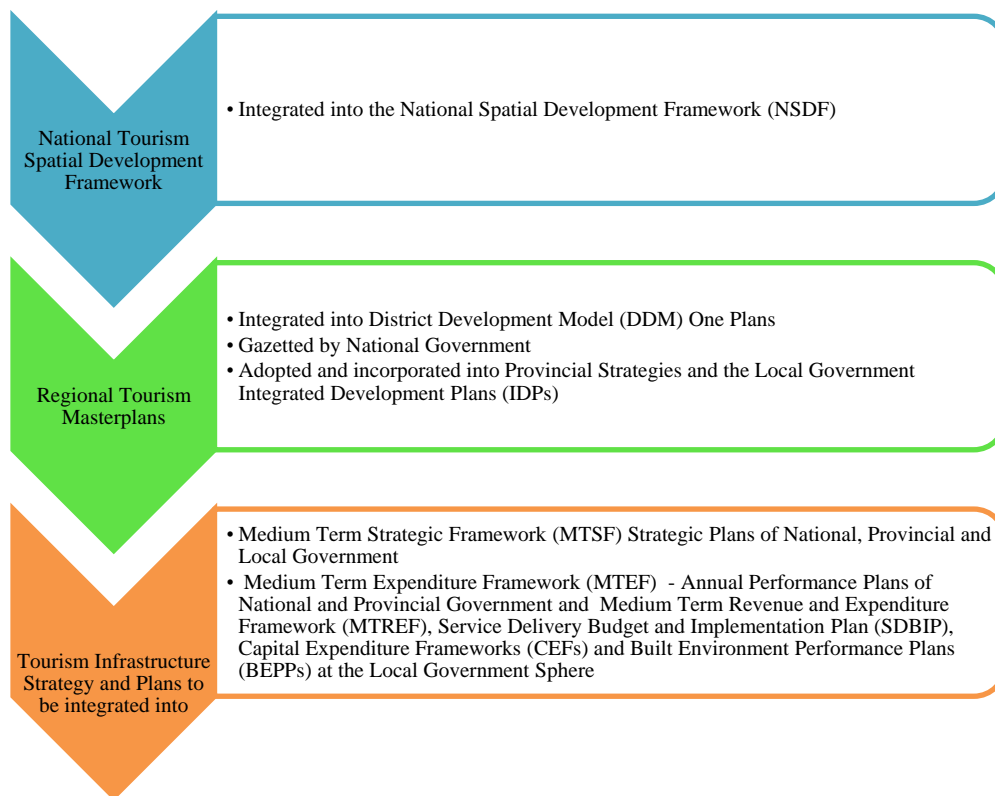 National Tourism
Spatial Development
Framework
• Integrated into the National Spatial Development Framework (NSDF)
Regional Tourism
Masterplans
• Integrated into District Development Model (DDM) One Plans
• Gazetted by National Government
• Adopted and incorporated into Provincial Strategies and the Local Government
Integrated Development Plans (IDPs)
Tourism Infrastructure
Strategy and Plans to
be integrated into
• Medium Term Strategic Framework (MTSF) Strategic Plans of National, Provincial and
Local Government
• Medium Term Expenditure Framework (MTEF) - Annual Performance Plans of
National and Provincial Government and Medium Term Revenue and Expenditure
Framework (MTREF), Service Delivery Budget and Implementation Plan (SDBIP),
Capital Expenditure Frameworks (CEFs) and Built Environment Performance Plans
(BEPPs) at the Local Government Sphere